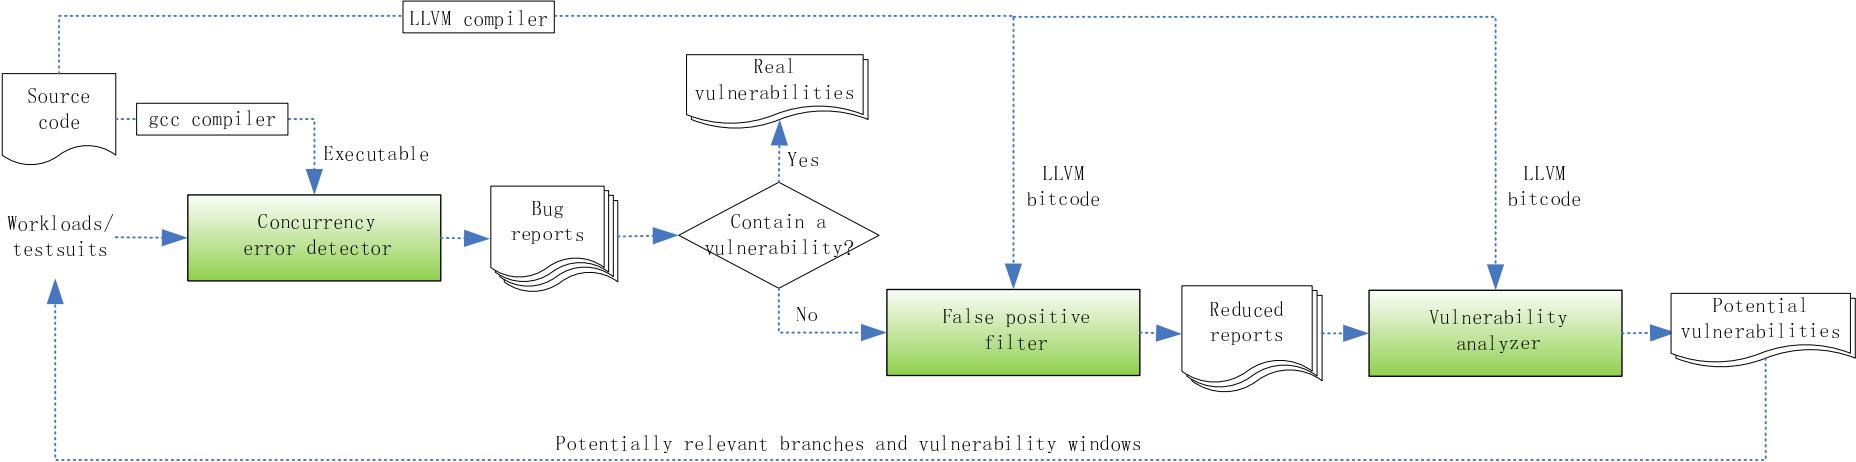 LLVM compiler
Source
code
gcc compiler
Executable
Workloads/
testsuits
Concurrency
error detector
Bug
reports
Real
vulnerabilities
Yes
Contain a
vulnerability?
No
LLVM
bitcode
False positive
filter
Reduced
reports
LLVM
bitcode
Vulnerability
analyzer
Potential
vulnerabilities
Potentially relevant branches and vulnerability windows